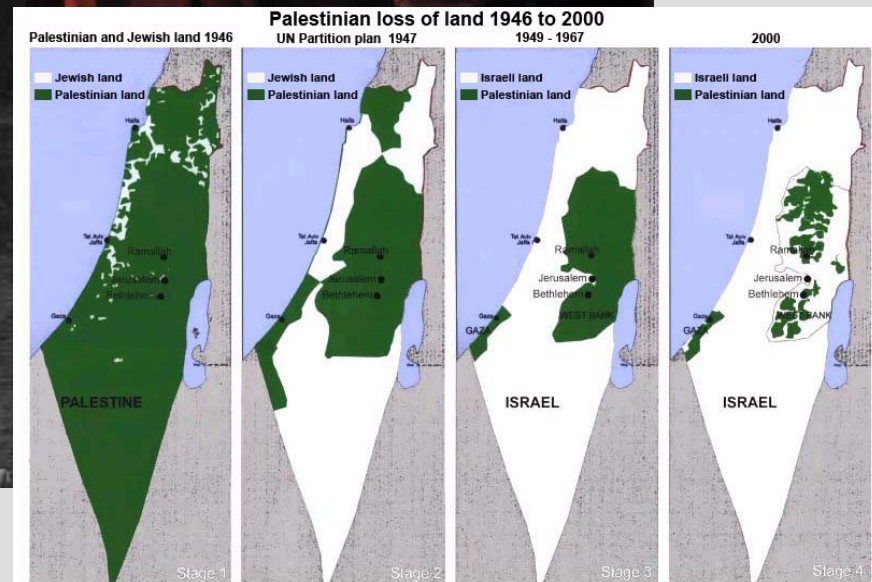 Palestinian loss of land 1946 to 2000
Palestinian and Jewish land 1946
Jewish land
Palestinian land
Haifa
Tel Aviv
Jaffa
Ramallah
Jerusalem
Bethlehem
Gaza
PALESTINE
Stage 1
UN Partition plan 1947
Jewish land
Palestinian land
Haifa
Tel Aviv
Jaffa
Ramallah
Jerusalem
Bethlehem
Gaza
Stage 2
1949 - 1967
Israeli land
Palestinian land
Haifa
Tel Aviv
Jaffa
Ramallah
Jerusalem
Bethlehem
Gaza
GAZA
WEST BANK
ISRAEL
Stage 3
2000
Israeli land
Palestinian land
Haifa
Tel Aviv
Jaffa
Ramallah
Jerusalem
Bethlehem
Gaza
GAZA
WEST BANK
ISRAEL
Stage 4